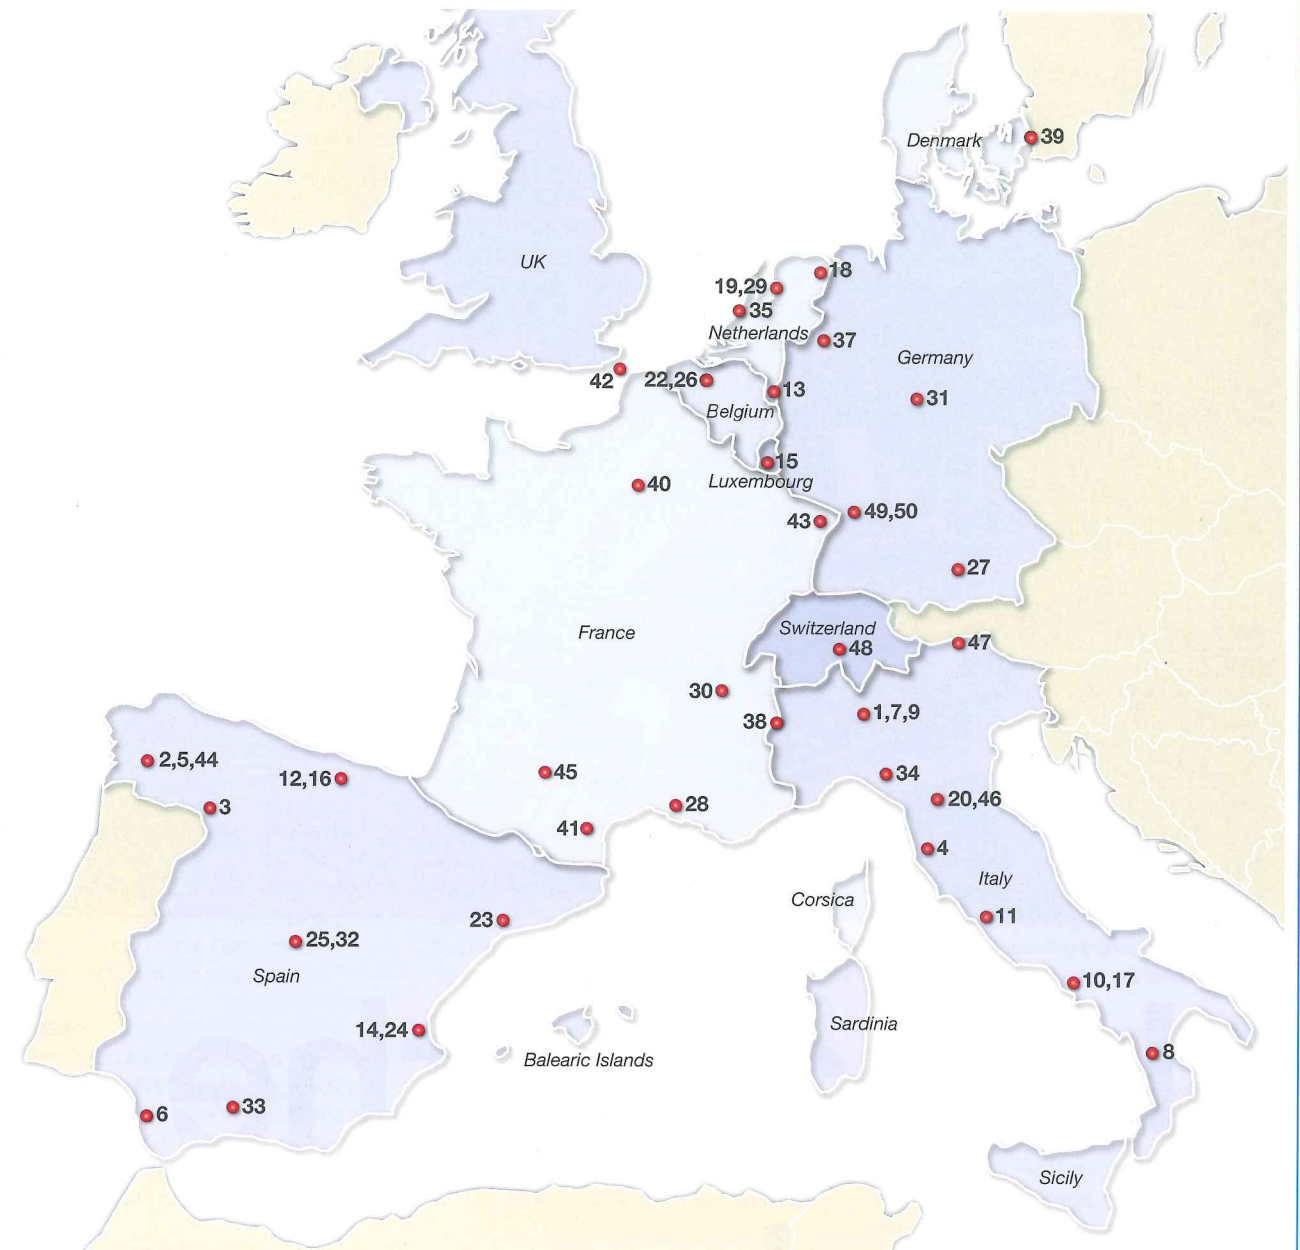 Denmark
39
UK
18
19,29
35
Netherlands
37
Germany
42
22,26
13
31
Belgium
15
Luxembourg
40
49,50
43
27
France
Switzerland
48
47
30
38
1,7,9
2,5,44
12,16
45
34
3
28
20,46
41
4
Italy
Corsica
11
23
25,32
Spain
10,17
14,24
Sardinia
Balearic Islands
8
6
33
Sicily